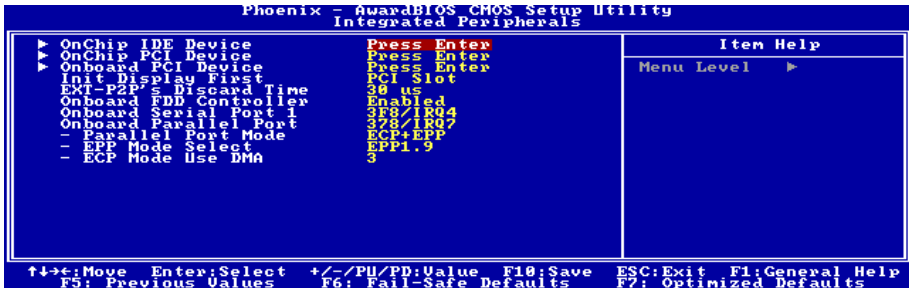 Phoenix - AwardBIOS CMOS Setup Utility
Integrated Peripherals
► OnChip IDE Device Press Enter
► OnChip PCI Device Press Enter
► Onboard PCI Device Press Enter
Init Display First PCI Slot
EXT-P2P's Discard Time 30 us
Onboard FDD Controller Enabled
Onboard Serial Port 1 3F8/IRQ4
Onboard Parallel Port 378/IRQ7
- Parallel Port Mode ECP+EPP
- EPP Mode Select EPP1.9
- ECP Mode Use DMA 3
Item Help
Menu Level ►
↑↓→←:Move Enter:Select +/-/PU/PD:Value F10:Save ESC:Exit F1:General Help
F5: Previous Values F6: Fail-Safe Defaults F7: Optimized Defaults